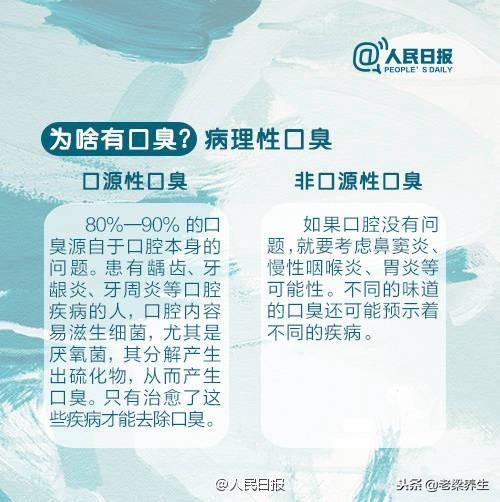 @人民日报
PEOPLE'S DAILY
为啥有口臭？病理性口臭
口源性口臭
80%—90% 的口
臭源自于口腔本身的
问题。患有龋齿、牙
龈炎、牙周炎等口腔
疾病的人，口腔内容
易滋生细菌，尤其是
厌氧菌，其分解产生
出硫化物，从而产生
口臭。只有治愈了这
些疾病才能去除口臭。
非口源性口臭
如果口腔没有问
题，就要考虑鼻窦炎、
慢性咽喉炎、胃炎等
可能性。不同的味道
的口臭还可能预示着
不同的疾病。
@人民日报
头条 @老梁养生